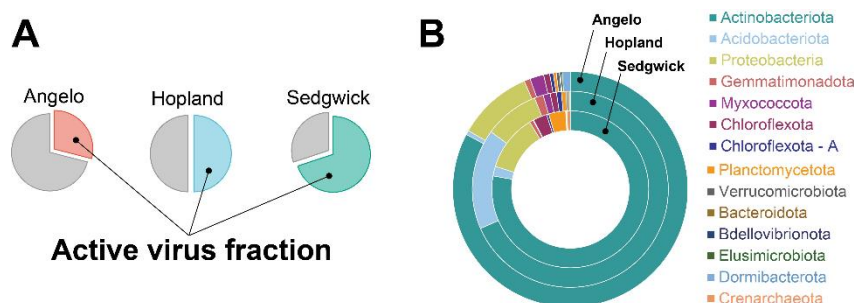 A
Angelo
Hopland
Sedgwick
Active virus fraction
B
Angelo
Hopland
Sedgwick
Actinobacteriota
Acidobacteriota
Proteobacteria
Gemmatimonadota
Myxococcota
Chloroflexota
Chloroflexota - A
Planctomycetota
Verrucomicrobiota
Bacteroidota
Bdellovibrionota
Elusimicrobiota
Dormibacterota
Crenarchaeota